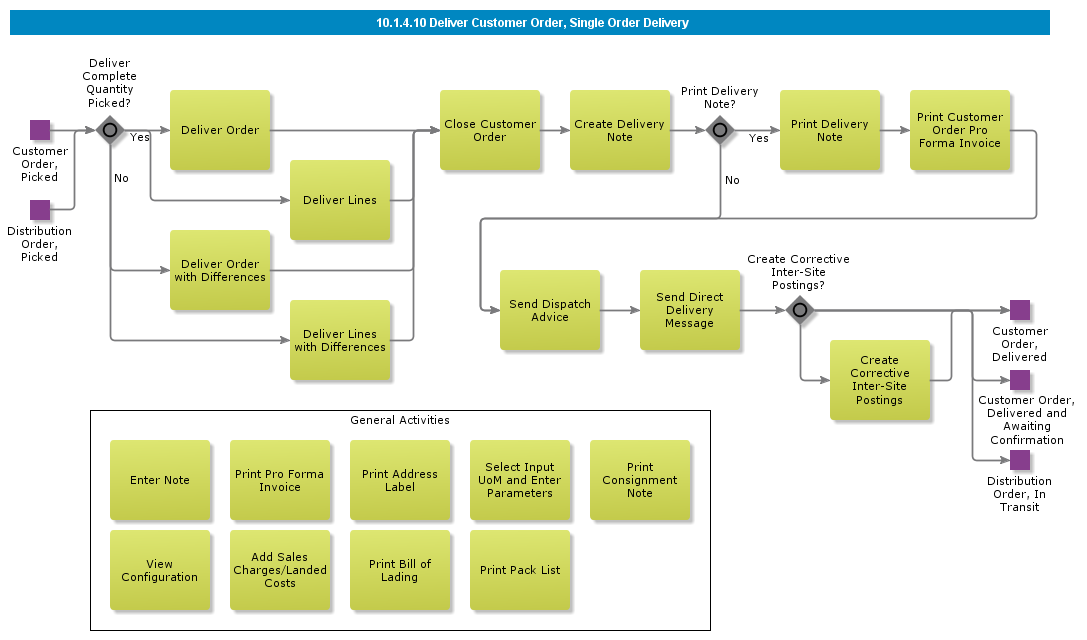 10.1.4.10 Deliver Customer Order, Single Order Delivery
Deliver
Complete
Quantity
Picked?
Yes
No
Customer
Order,
Picked
Distribution
Order,
Picked
Deliver Order
Deliver Lines
Deliver Order
with Differences
Deliver Lines
with Differences
Close Customer
Order
Create Delivery
Note
Print Delivery
Note?
Yes
No
Print Delivery
Note
Print Customer
Order Pro
Forma Invoice
Send Dispatch
Advice
Send Direct
Delivery
Message
Create Corrective
Inter-Site
Postings?
Create
Corrective
Inter-Site
Postings
Customer
Order,
Delivered
Customer Order,
Delivered and
Awaiting
Confirmation
Distribution
Order, In
Transit
General Activities
Enter Note
Print Pro Forma
Invoice
Print Address
Label
Select Input
UoM and Enter
Parameters
Print
Consignment
Note
View
Configuration
Add Sales
Charges/Landed
Costs
Print Bill of
Lading
Print Pack List